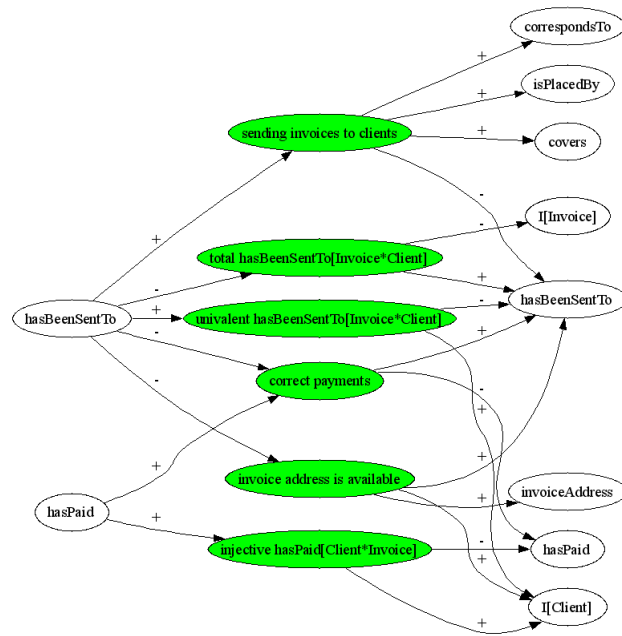 correspondsTo
+
isPlacedBy
+
sending invoices to clients
+
covers
-
I[Invoice]
+
-
total hasBeenSentTo[Invoice*Client]
-
+
hasBeenSentTo
+
-
hasBeenSentTo
univalent hasBeenSentTo[Invoice*Client]
-
+
correct payments
-
-
+
+
invoice address is available
+
invoiceAddress
hasPaid
+
-
hasPaid
injective hasPaid[Client*Invoice]
+
I[Client]
+